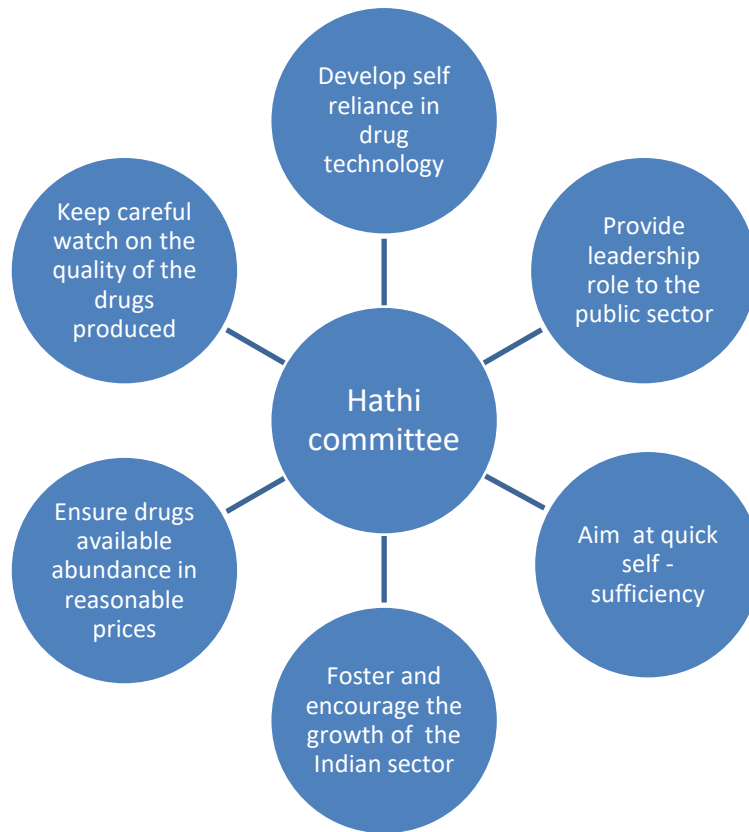 Develop self
reliance in
drug
technology
Provide
leadership
role to the
public sector
Aim  at quick
self -
sufficiency
Foster and
encourage the
growth of  the
Indian sector
Ensure drugs
available
abundance in
reasonable
prices
Keep careful
watch on the
quality of the
drugs
produced
Hathi
committee